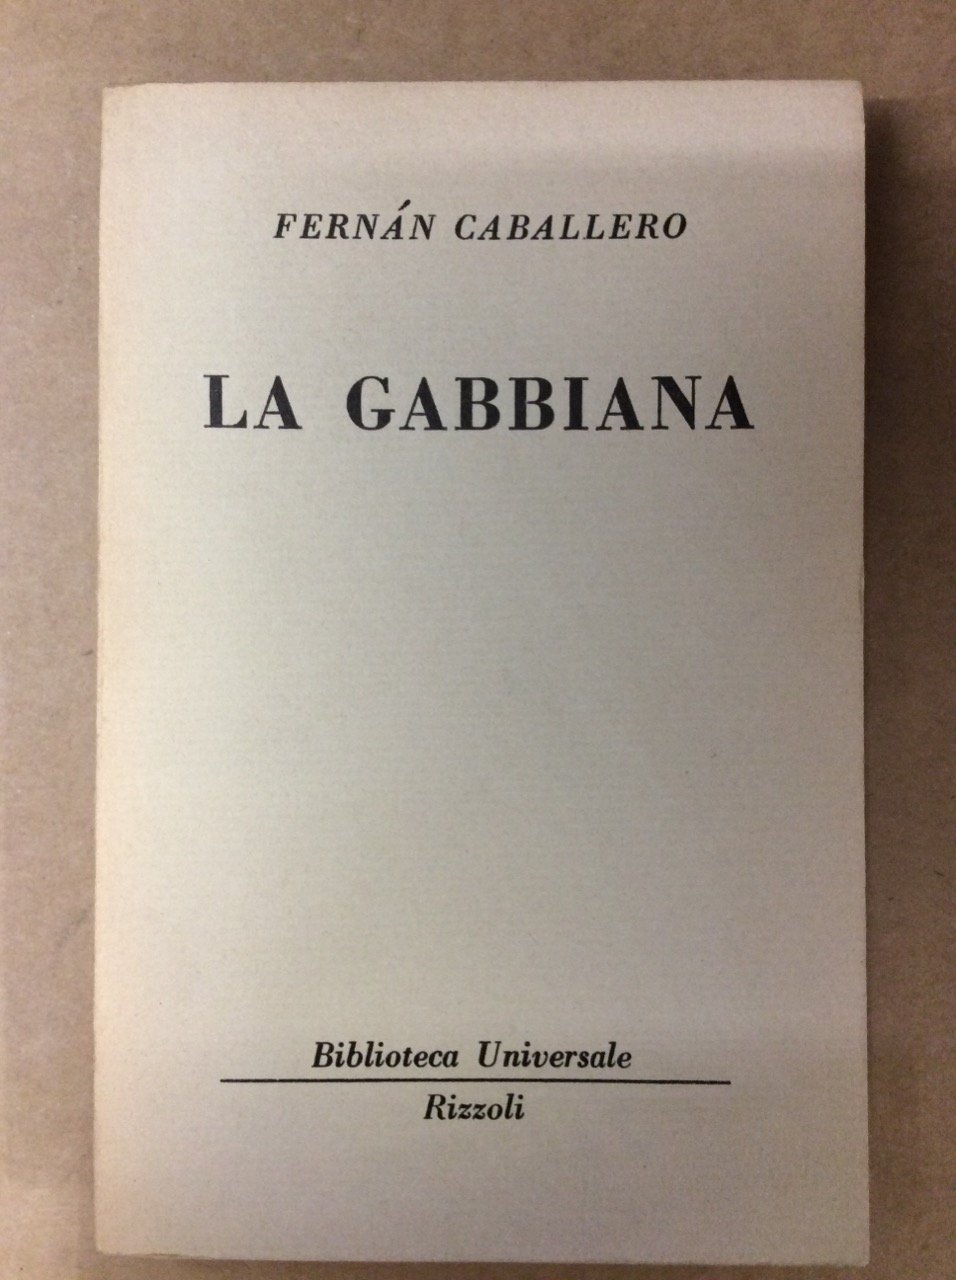 FERNÁN CABALLERO
LA GABBIANA
Biblioteca Universale
Rizzoli